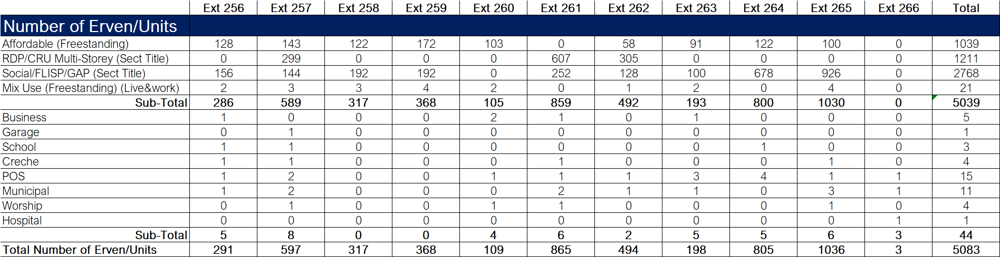 Ext 256 Ext 257 Ext 258 Ext 259 Ext 260 Ext 261 Ext 262 Ext 263 Ext 264 Ext 265 Ext 266 Total
Number of Erven/Units
Affordable (Freestanding) 128 143 122 172 103 0 58 91 122 100 0 1039
RDP/CRU Multi-Storey (Sect Title) 0 299 0 0 0 607 305 0 0 0 0 1211
Social/FLISP/GAP (Sect Title) 156 144 192 192 0 252 128 100 678 926 0 2768
Mix Use (Freestanding) (Live&work) 2 3 3 4 2 0 1 2 0 4 0 21
Sub-Total 286 589 317 368 105 859 492 193 800 1030 0 5039
Business 1 0 0 0 2 1 0 1 0 0 0 5
Garage 0 1 0 0 0 0 0 0 0 0 0 1
School 1 1 0 0 0 0 0 0 1 0 0 3
Creche 1 1 0 0 0 1 0 0 0 1 0 4
POS 1 2 0 0 1 1 1 3 4 1 1 15
Municipal 1 2 0 0 0 2 1 1 0 3 1 11
Worship 0 1 0 0 1 1 0 0 0 1 0 4
Hospital 0 0 0 0 0 0 0 0 0 0 1 1
Sub-Total 5 8 0 0 4 6 2 5 5 6 3 44
Total Number of Erven/Units 291 597 317 368 109 865 494 198 805 1036 3 5083